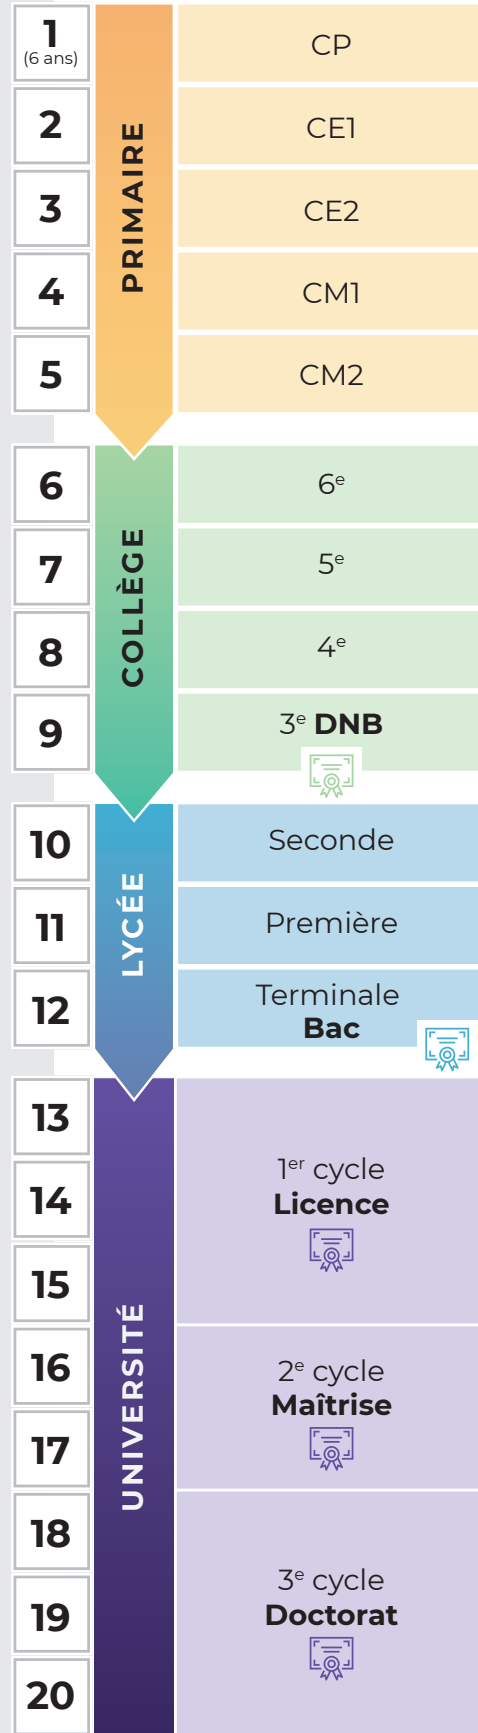 1
(6 ans)
CP
2
CE1
3
CE2
4
CM1
5
CM2
PRIMAIRE
6
6e
7
5e
8
4e
9
3e DNB
COLLÈGE
10
Seconde
11
Première
12
Terminale
Bac
LYCÉE
13
14
15
1er cycle
Licence
16
17
2e cycle
Maîtrise
18
19
20
3e cycle
Doctorat
UNIVERSITÉ